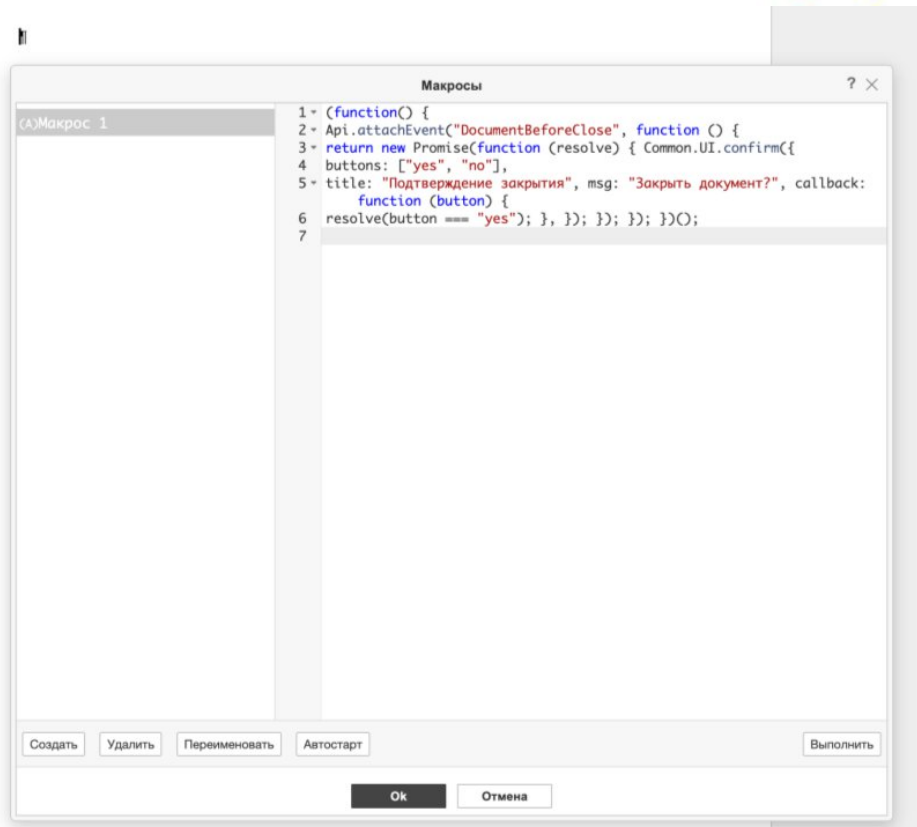 ¶
Макросы
? ×
(A)Макрос 1
1 (function() {
2 Api.attachEvent("DocumentBeforeClose", function () {
3 return new Promise(function (resolve) { Common.UI.confirm({
4 buttons: ["yes", "no"],
5 title: "Подтверждение закрытия", msg: "Закрыть документ?", callback:
function (button) {
6 resolve(button === "yes"); }, }); }); }); })();
7
Создать Удалить Переименовать Автостарт Выполнить
Ok Отмена